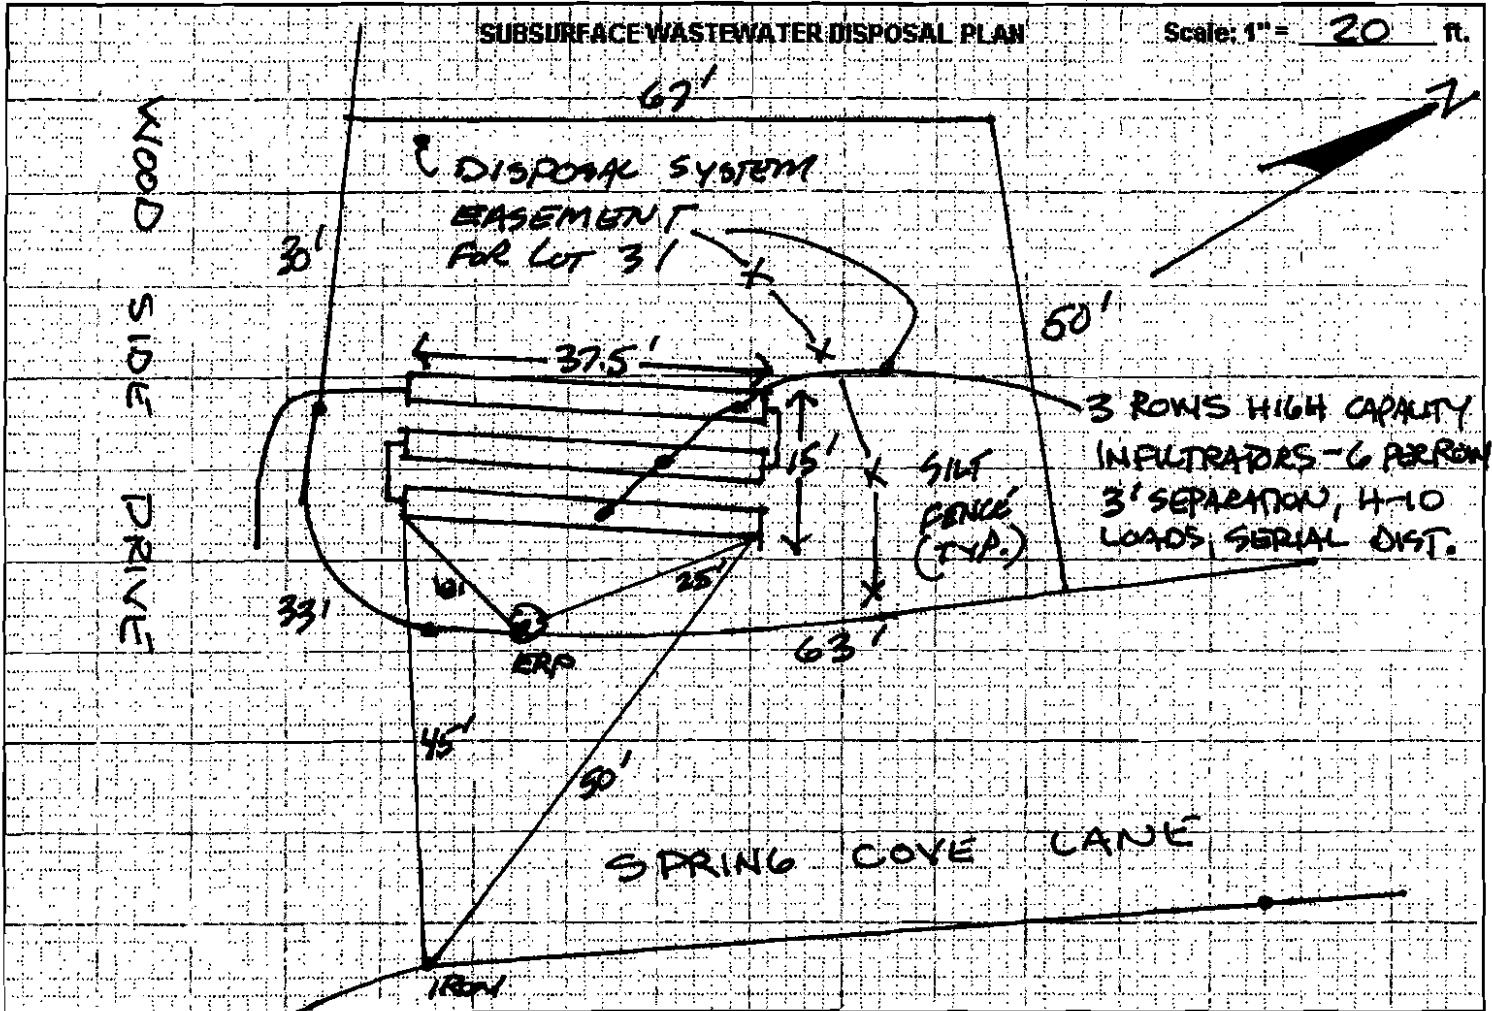 SUBSURFACE WASTEWATER DISPOSAL PLAN
Scale: 1" = 20 ft.
67'
N
DISPOSAL SYSTEM
EASEMENT
FOR LOT 31
30'
50'
WOOD SIDE DRIVE
37.5'
15'
3 ROWS HIGH CAPACITY
INFILTRATORS - 6 PER ROW
3' SEPARATION, H-10
LOADS, SERIAL DIST.
SILT
FENCE
(TYP.)
25'
33'
ERP
63'
45'
50'
SPRING COVE LANE
IRON